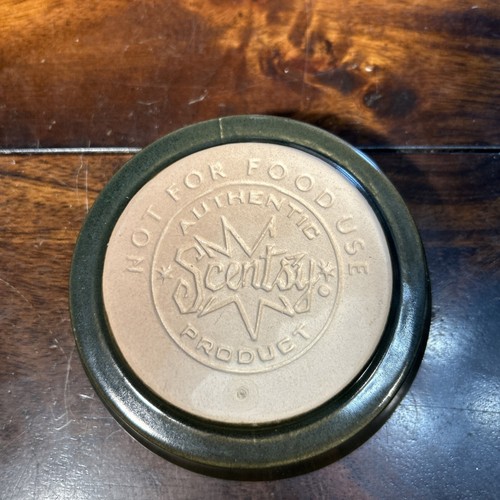 NOT FOR FOOD USE
AUTHENTIC
Scentsy
PRODUCT